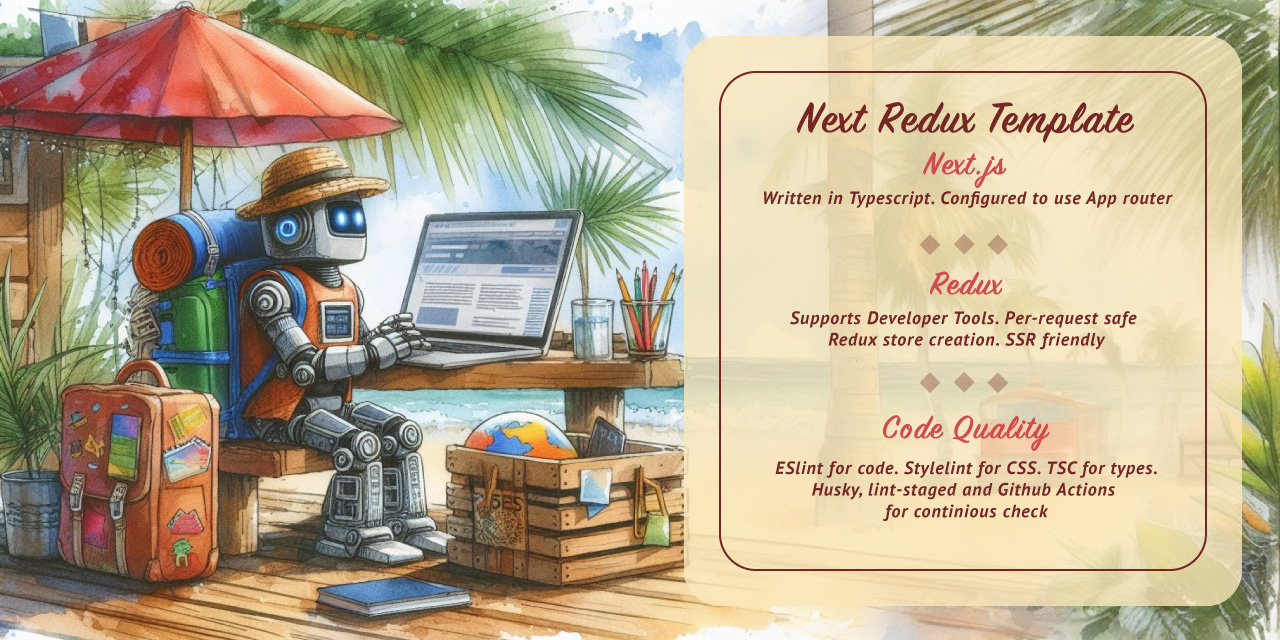 Next Redux Template
Next.js
Written in Typescript. Configured to use App router
Redux
Supports Developer Tools. Per-request safe
Redux store creation. SSR friendly
Code Quality
ESlint for code. Stylelint for CSS. TSC for types.
Husky, lint-staged and Github Actions
for continious check